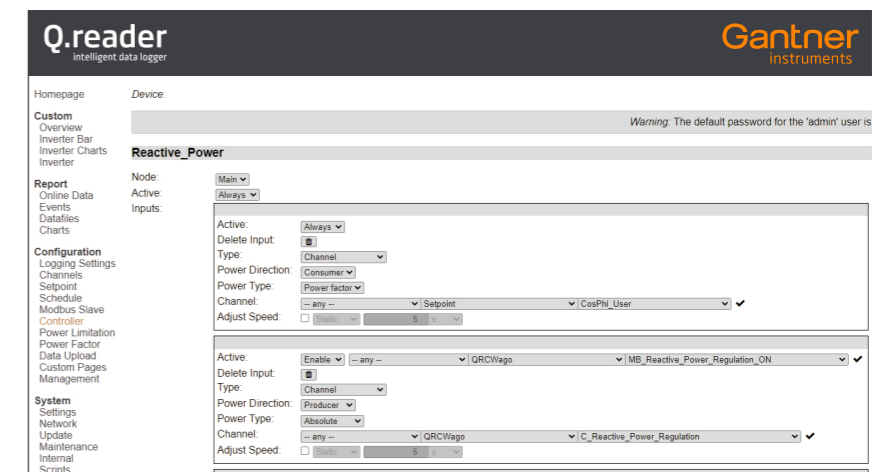 Q.reader
intelligent data logger
Gantner
instruments
Homepage
Device:
Custom
Overview
Inverter Bar
Inverter Charts
Inverter
Report
Online Data
Events
Datafiles
Charts
Configuration
Logging Settings
Channels
Setpoint
Schedule
Modbus Slave
Controller
Power Limitation
Power Factor
Data Upload
Custom Pages
Management
System
Settings
Network
Update
Maintenance
Internal
Scripts
Warning: The default password for the 'admin' user is
Reactive_Power
Node: Main
Active: Always
Inputs:
Active: Always
Delete Input:
Type: Channel
Power Direction: Consumer
Power Type: Power factor
Channel: -- any -- Setpoint CosPhi_User
Adjust Speed: Static 5 s
Active: Enable -- any -- QRCWago MB_Reactive_Power_Regulation_ON
Delete Input:
Type: Channel
Power Direction: Producer
Power Type: Absolute
Channel: -- any -- QRCWago C_Reactive_Power_Regulation
Adjust Speed: Static 5 s